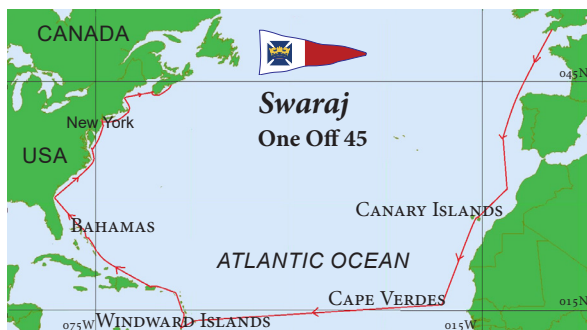 CANADA
045N
Swaraj
New York
One Off 45
USA
CANARY ISLANDS
BAHAMAS
ATLANTIC OCEAN
CAPE VERDES
015N
WINDWARD ISLANDS
075W
015W